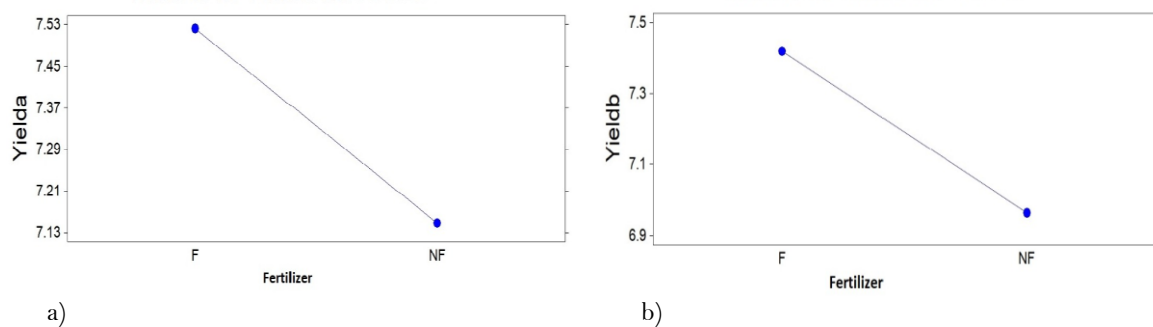 7.53
7.45
7.37
7.29
7.21
7.13
Yielda
F
NF
Fertilizer
a)
7.5
7.3
7.1
6.9
Yieldb
F
NF
Fertilizer
b)